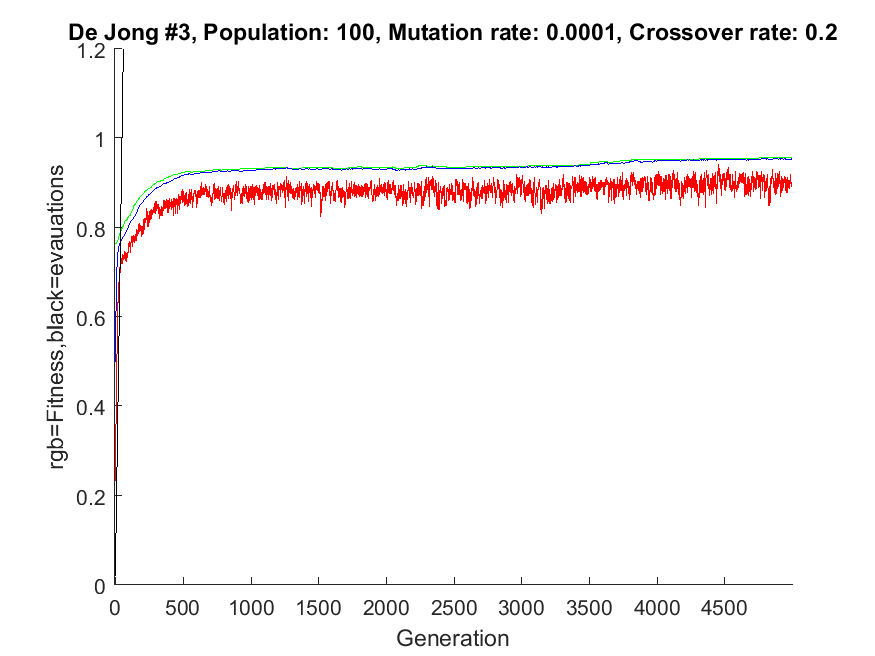 De Jong #3, Population: 100, Mutation rate: 0.0001, Crossover rate: 0.2
1.2
1
0.8
0.6
0.4
0.2
0
rgb=Fitness,black=evauations
0 500 1000 1500 2000 2500 3000 3500 4000 4500
Generation